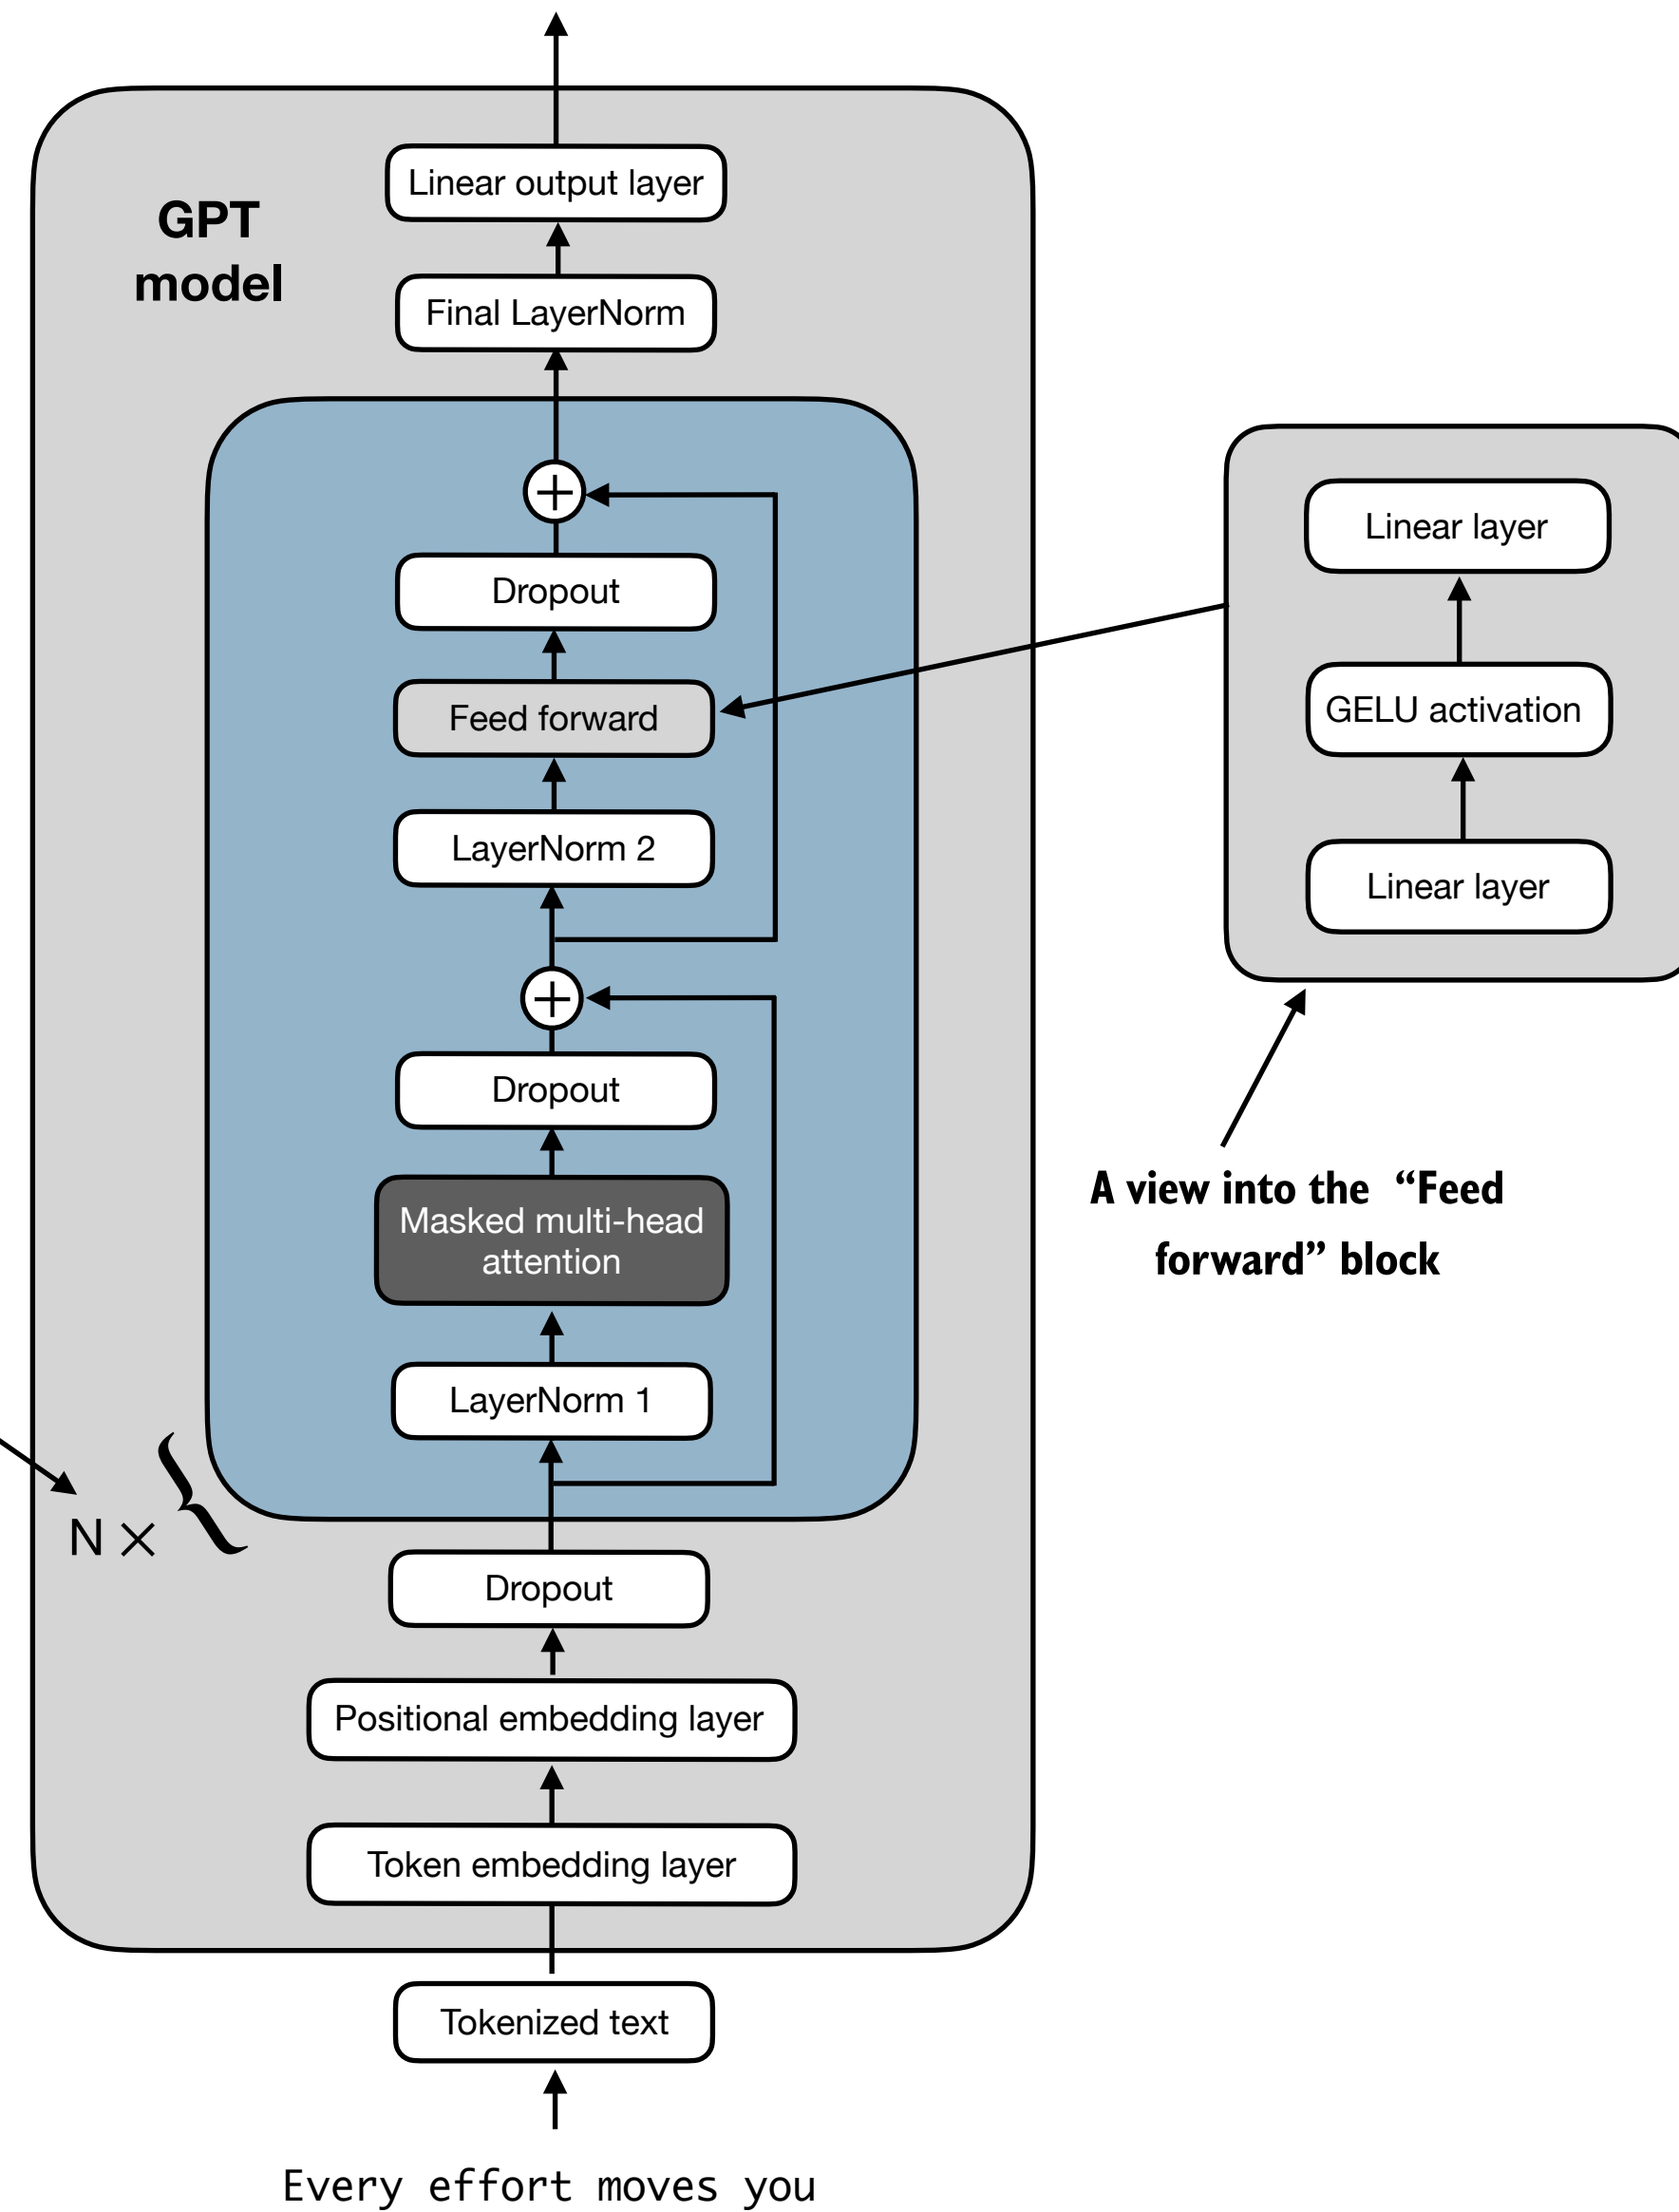 GPT
model
Linear output layer
Final LayerNorm
Dropout
Feed forward
LayerNorm 2
Dropout
Masked multi-head
attention
LayerNorm 1
N ×
Dropout
Positional embedding layer
Token embedding layer
Tokenized text
Every effort moves you
Linear layer
GELU activation
Linear layer
A view into the “Feed
forward” block